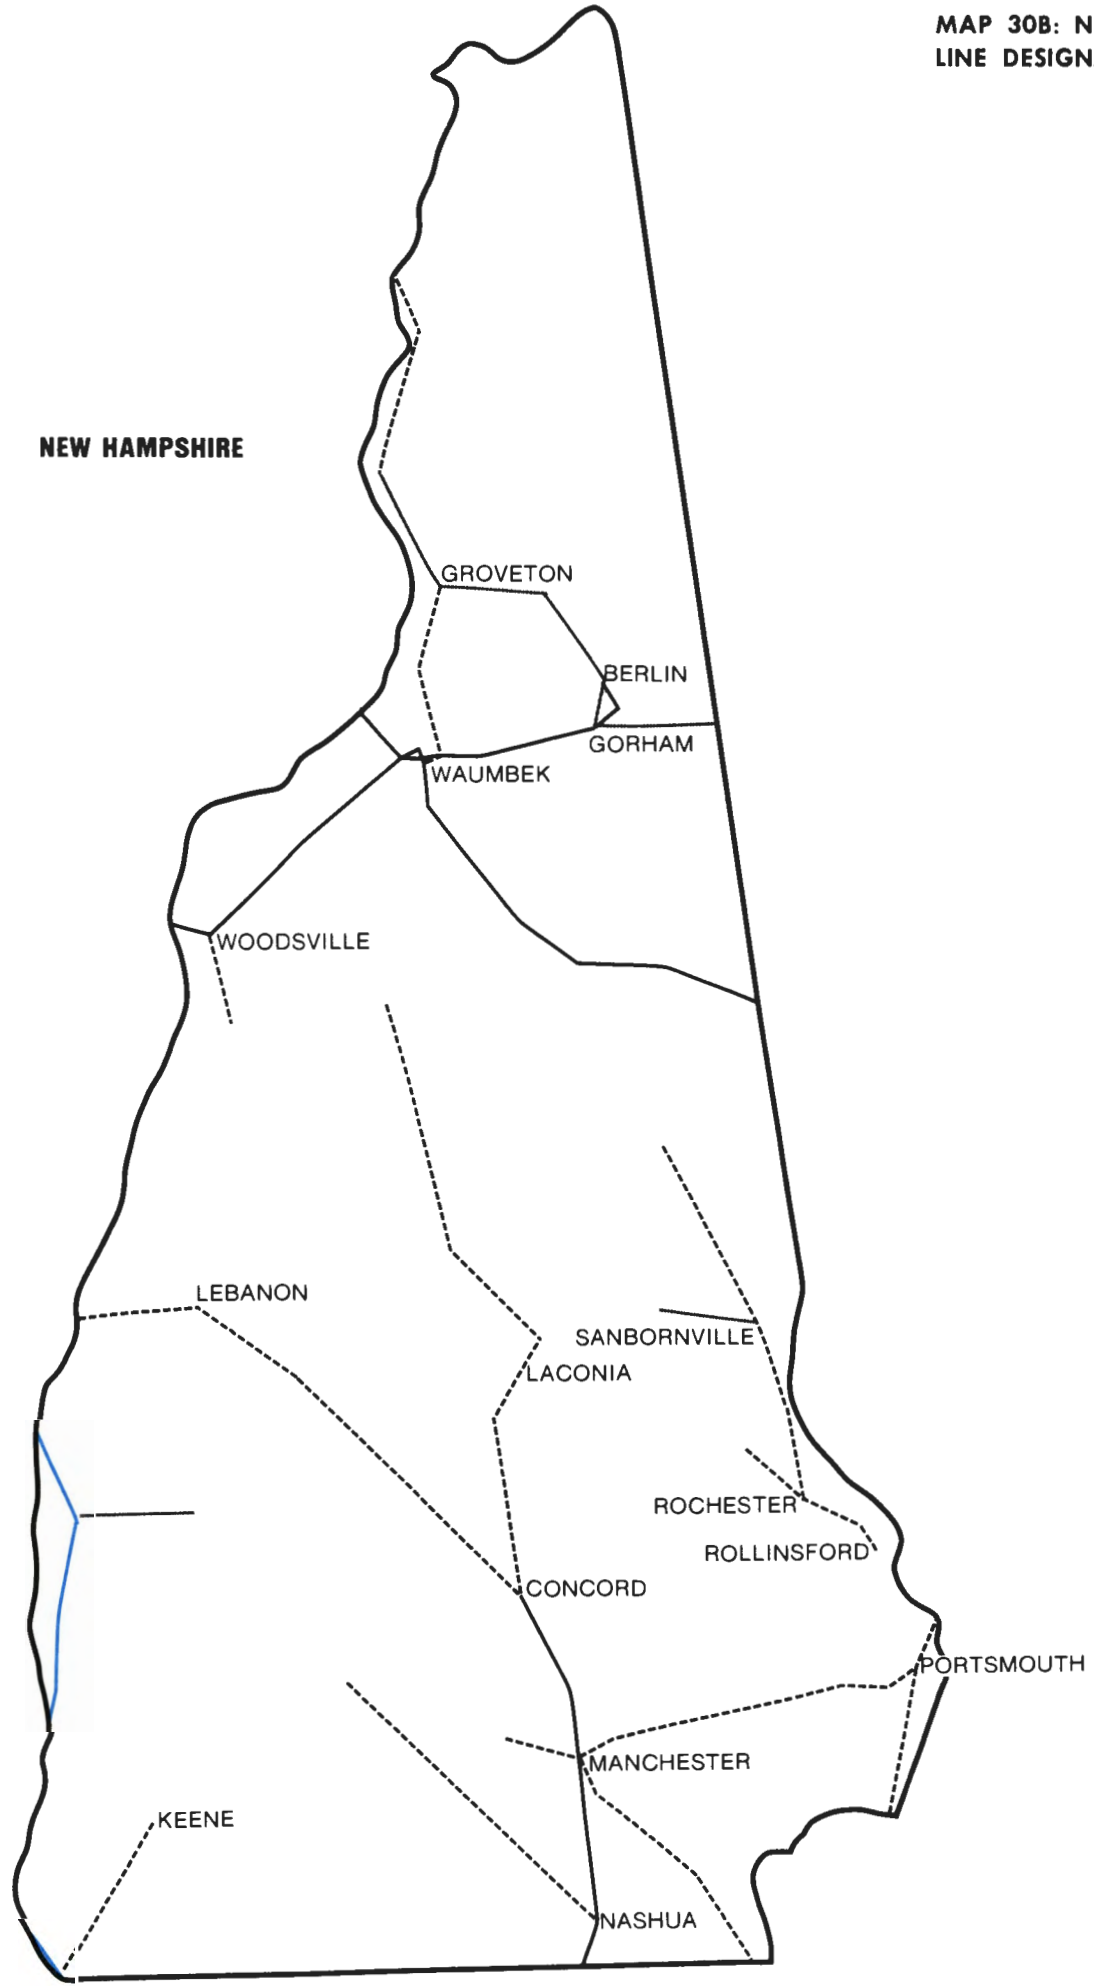 MAP 30B: N
LINE DESIGN
NEW HAMPSHIRE
GROVETON
BERLIN
GORHAM
WAUMBEK
WOODSVILLE
LEBANON
SANBORNVILLE
LACONIA
ROCHESTER
ROLLINSFORD
CONCORD
PORTSMOUTH
MANCHESTER
KEENE
NASHUA